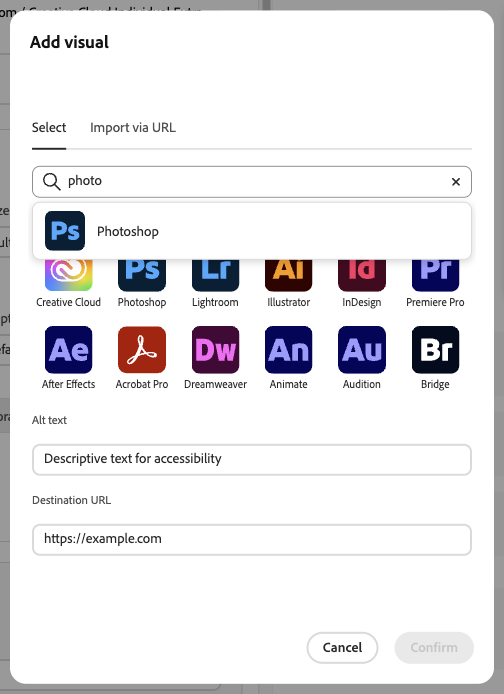 Add visual
Select Import via URL
photo
Ps Photoshop
Ps Lr Ai Id Pr
Creative Cloud Photoshop Lightroom Illustrator InDesign Premiere Pro
Ae Dw An Au Br
After Effects Acrobat Pro Dreamweaver Animate Audition Bridge
Alt text
Descriptive text for accessibility
Destination URL
https://example.com
Cancel Confirm